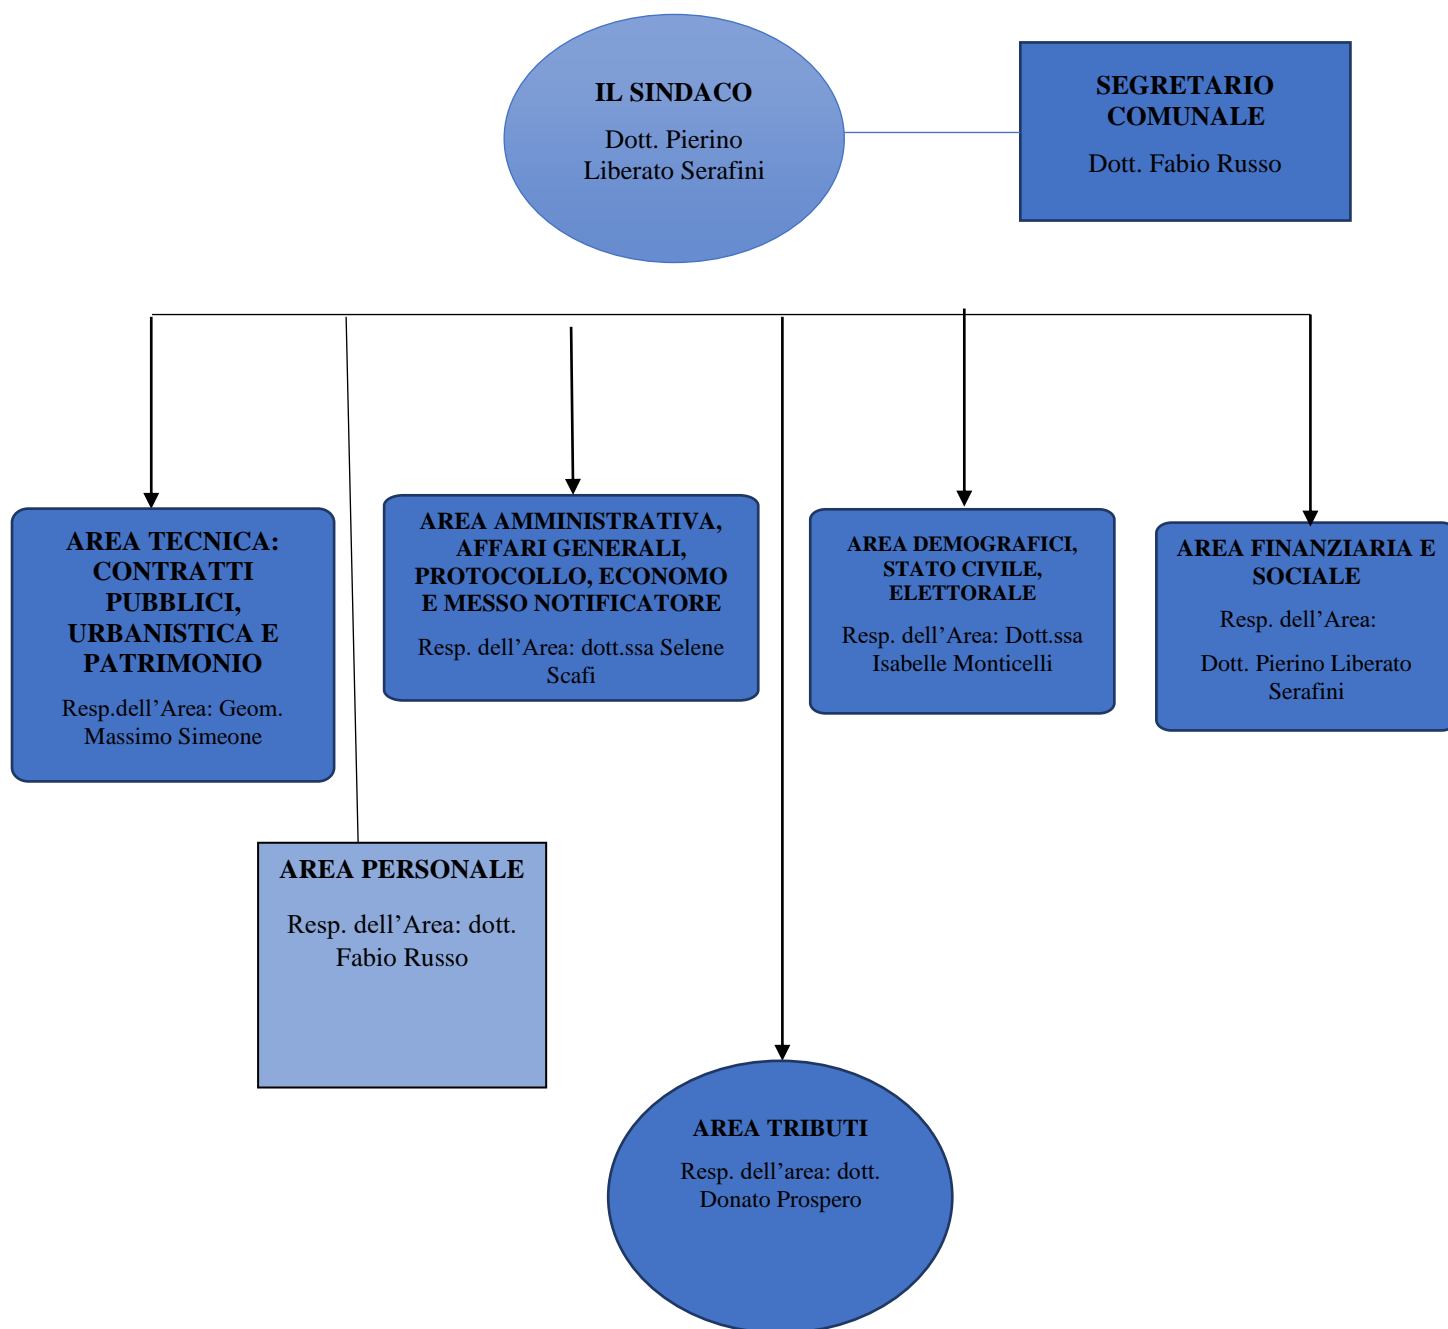 IL SINDACO
Dott. Pierino
Liberato Serafini
SEGRETARIO
COMUNALE
Dott. Fabio Russo
AREA TECNICA:
CONTRATTI
PUBBLICI,
URBANISTICA E
PATRIMONIO
Resp.dell’Area: Geom.
Massimo Simeone
AREA AMMINISTRATIVA,
AFFARI GENERALI,
PROTOCOLLO, ECONOMO
E MESSO NOTIFICATORE
Resp. dell’Area: dott.ssa Selene
Scafi
AREA DEMOGRAFICI,
STATO CIVILE,
ELETTORALE
Resp. dell’Area: Dott.ssa
Isabelle Monticelli
AREA FINANZIARIA E
SOCIALE
Resp. dell’Area:
Dott. Pierino Liberato
Serafini
AREA PERSONALE
Resp. dell’Area: dott.
Fabio Russo
AREA TRIBUTI
Resp. dell’area: dott.
Donato Prospero